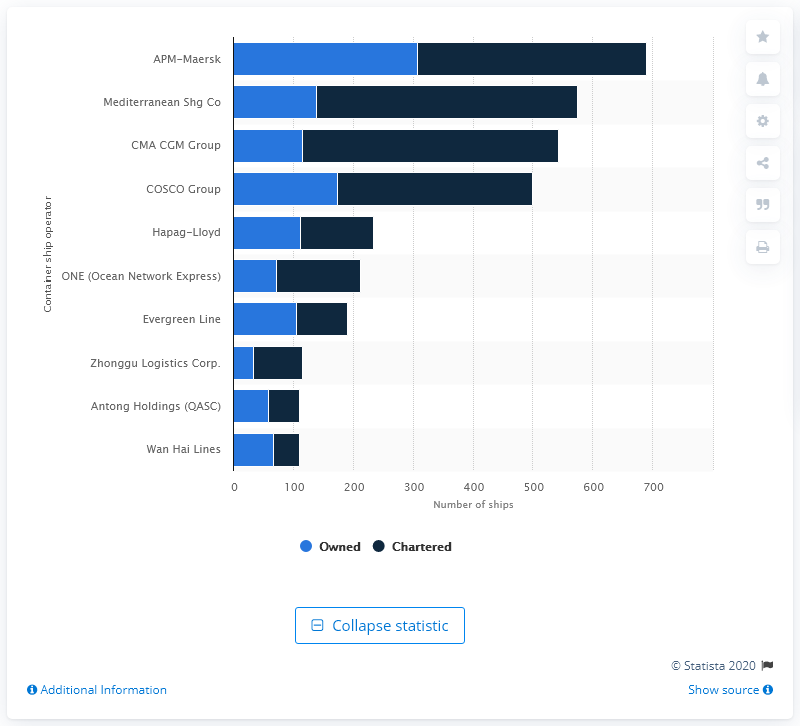 APM-Maersk
Mediterranean Shg Co
CMA CGM Group
COSCO Group
Hapag-Lloyd
ONE (Ocean Network Express)
Evergreen Line
Zhonggu Logistics Corp.
Antong Holdings (QASC)
Wan Hai Lines
Container ship operator
0 100 200 300 400 500 600 700
Number of ships
Owned Chartered
Collapse statistic
© Statista 2020
Additional Information Show source